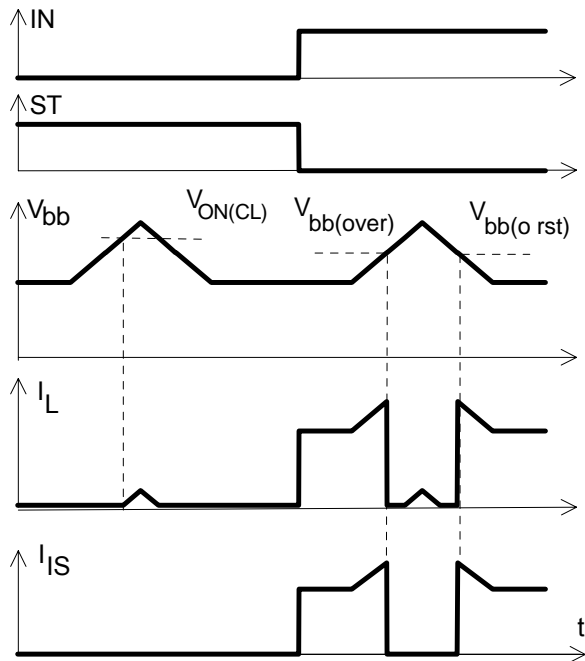 IN
ST
Vbb
VON(CL)
Vbb(over)
Vbb(o rst)
IL
IIS
t